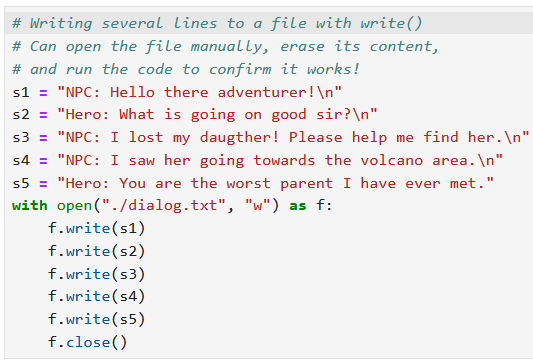 # Writing several lines to a file with write()
# Can open the file manually, erase its content,
# and run the code to confirm it works!
s1 = "NPC: Hello there adventurer!\n"
s2 = "Hero: What is going on good sir?\n"
s3 = "NPC: I lost my daugther! Please help me find her.\n"
s4 = "NPC: I saw her going towards the volcano area.\n"
s5 = "Hero: You are the worst parent I have ever met."
with open("./dialog.txt", "w") as f:
    f.write(s1)
    f.write(s2)
    f.write(s3)
    f.write(s4)
    f.write(s5)
    f.close()